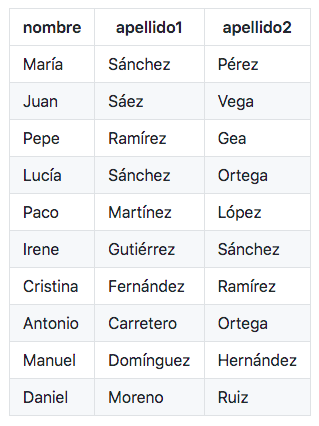 nombre apellido1 apellido2
María Sánchez Pérez
Juan Sáez Vega
Pepe Ramírez Gea
Lucía Sánchez Ortega
Paco Martínez López
Irene Gutiérrez Sánchez
Cristina Fernández Ramírez
Antonio Carretero Ortega
Manuel Domínguez Hernández
Daniel Moreno Ruiz